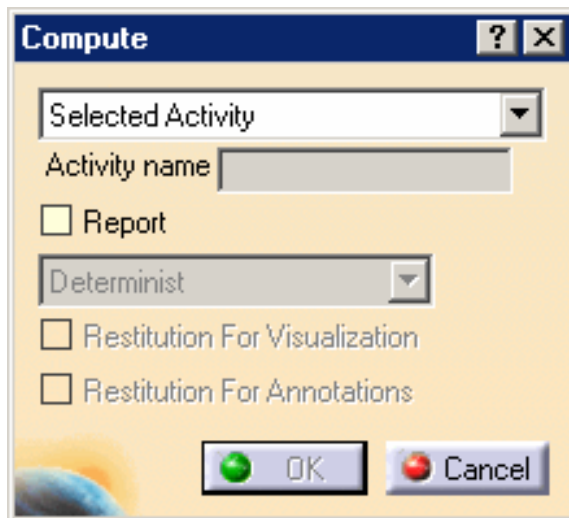 Compute
Selected Activity
Activity name
Report
Determinist
Restitution For Visualization
Restitution For Annotations
OK Cancel